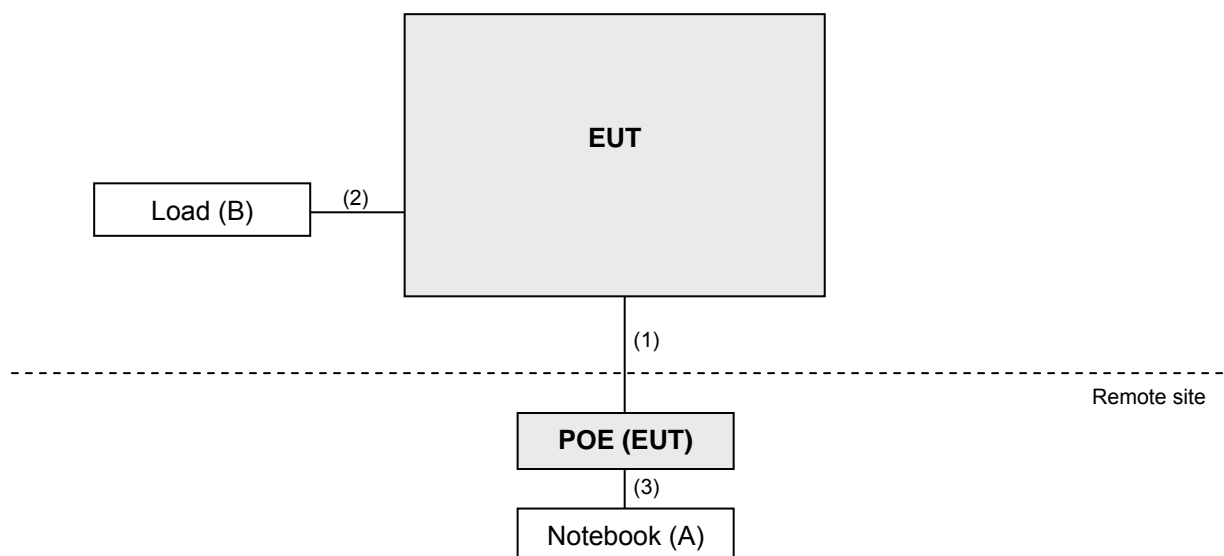 EUT
Load (B)
(2)
(1)
Remote site
POE (EUT)
(3)
Notebook (A)